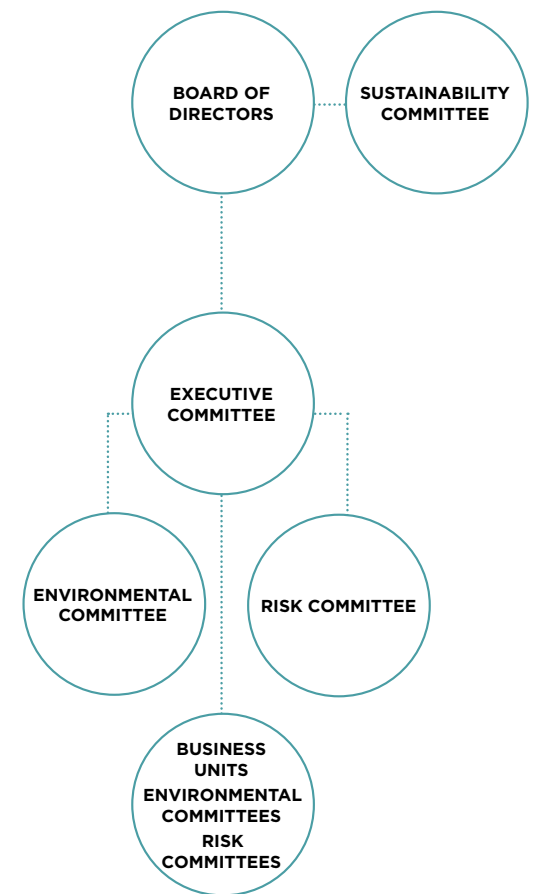 BOARD OF
DIRECTORS
SUSTAINABILITY
COMMITTEE
EXECUTIVE
COMMITTEE
ENVIRONMENTAL
COMMITTEE
RISK COMMITTEE
BUSINESS
UNITS
ENVIRONMENTAL
COMMITTEES
RISK
COMMITTEES